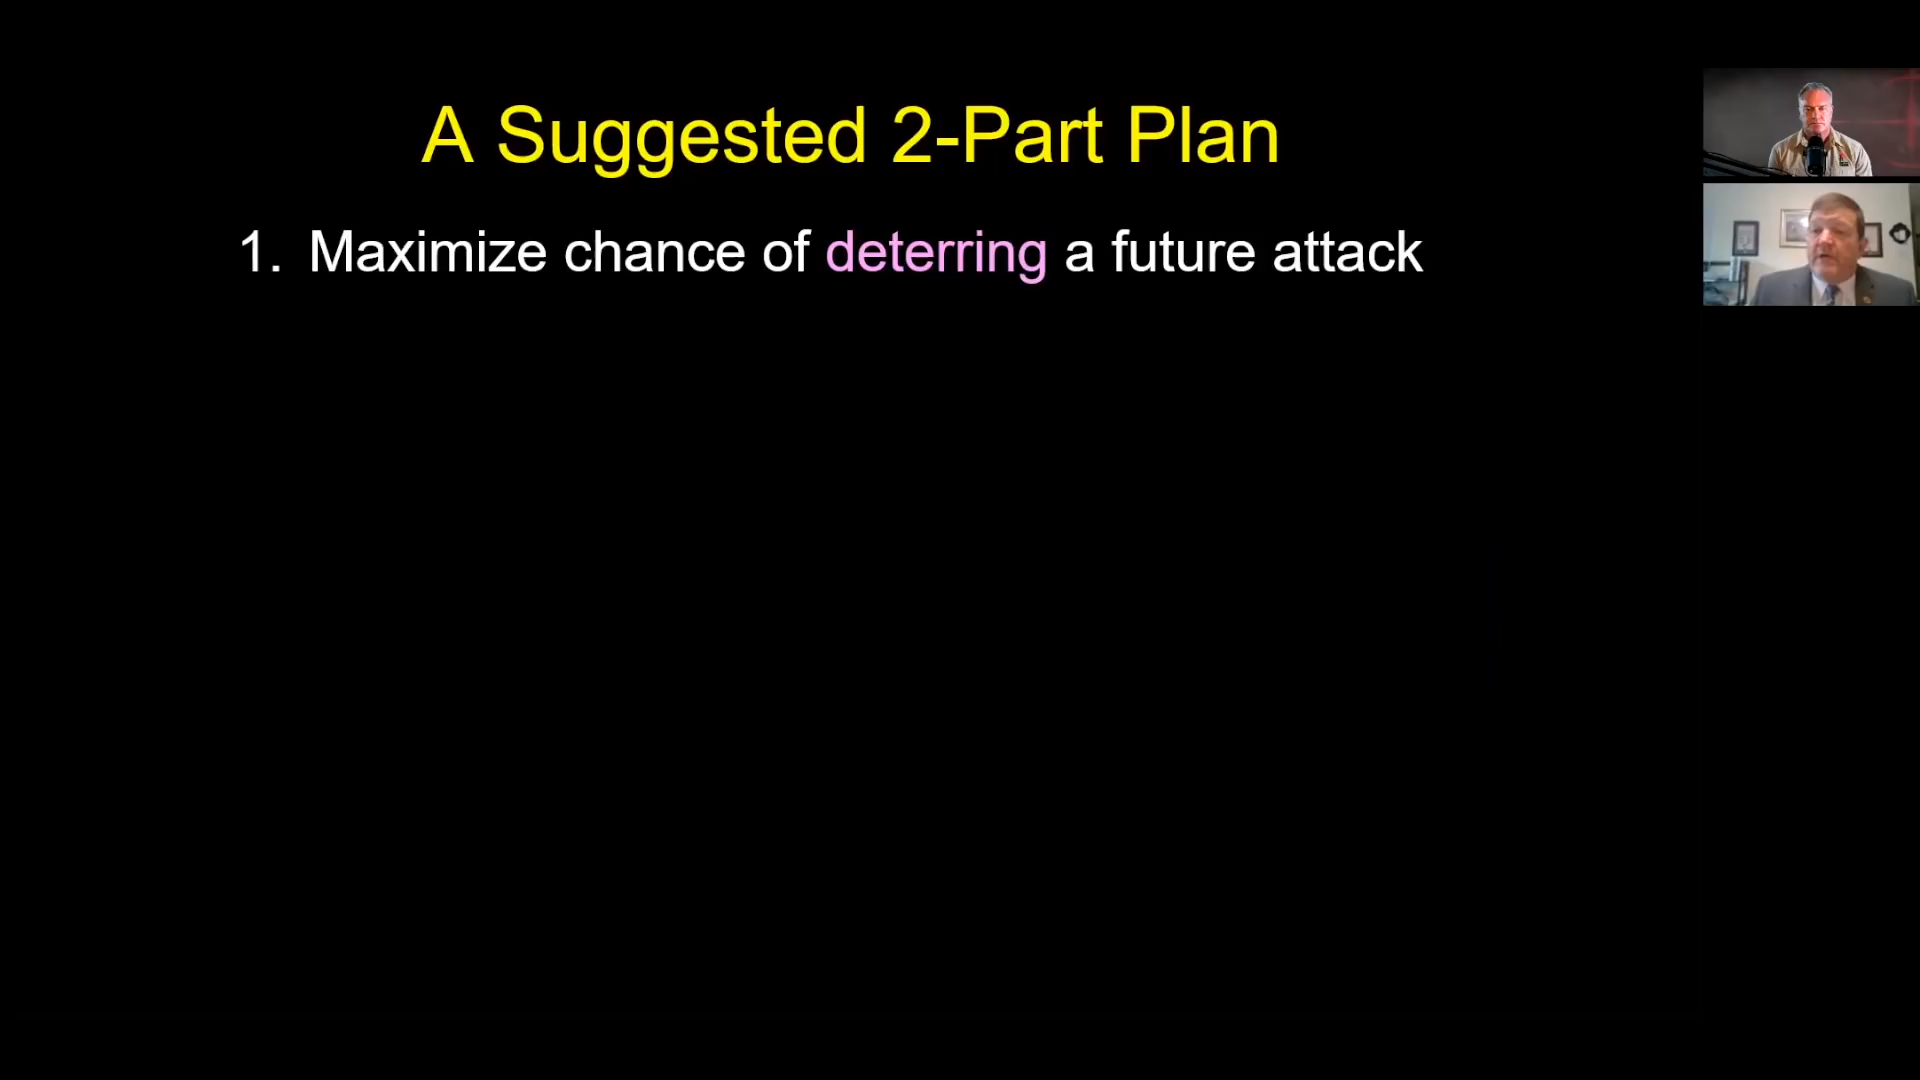 A Suggested 2-Part Plan
1. Maximize chance of deterring a future attack